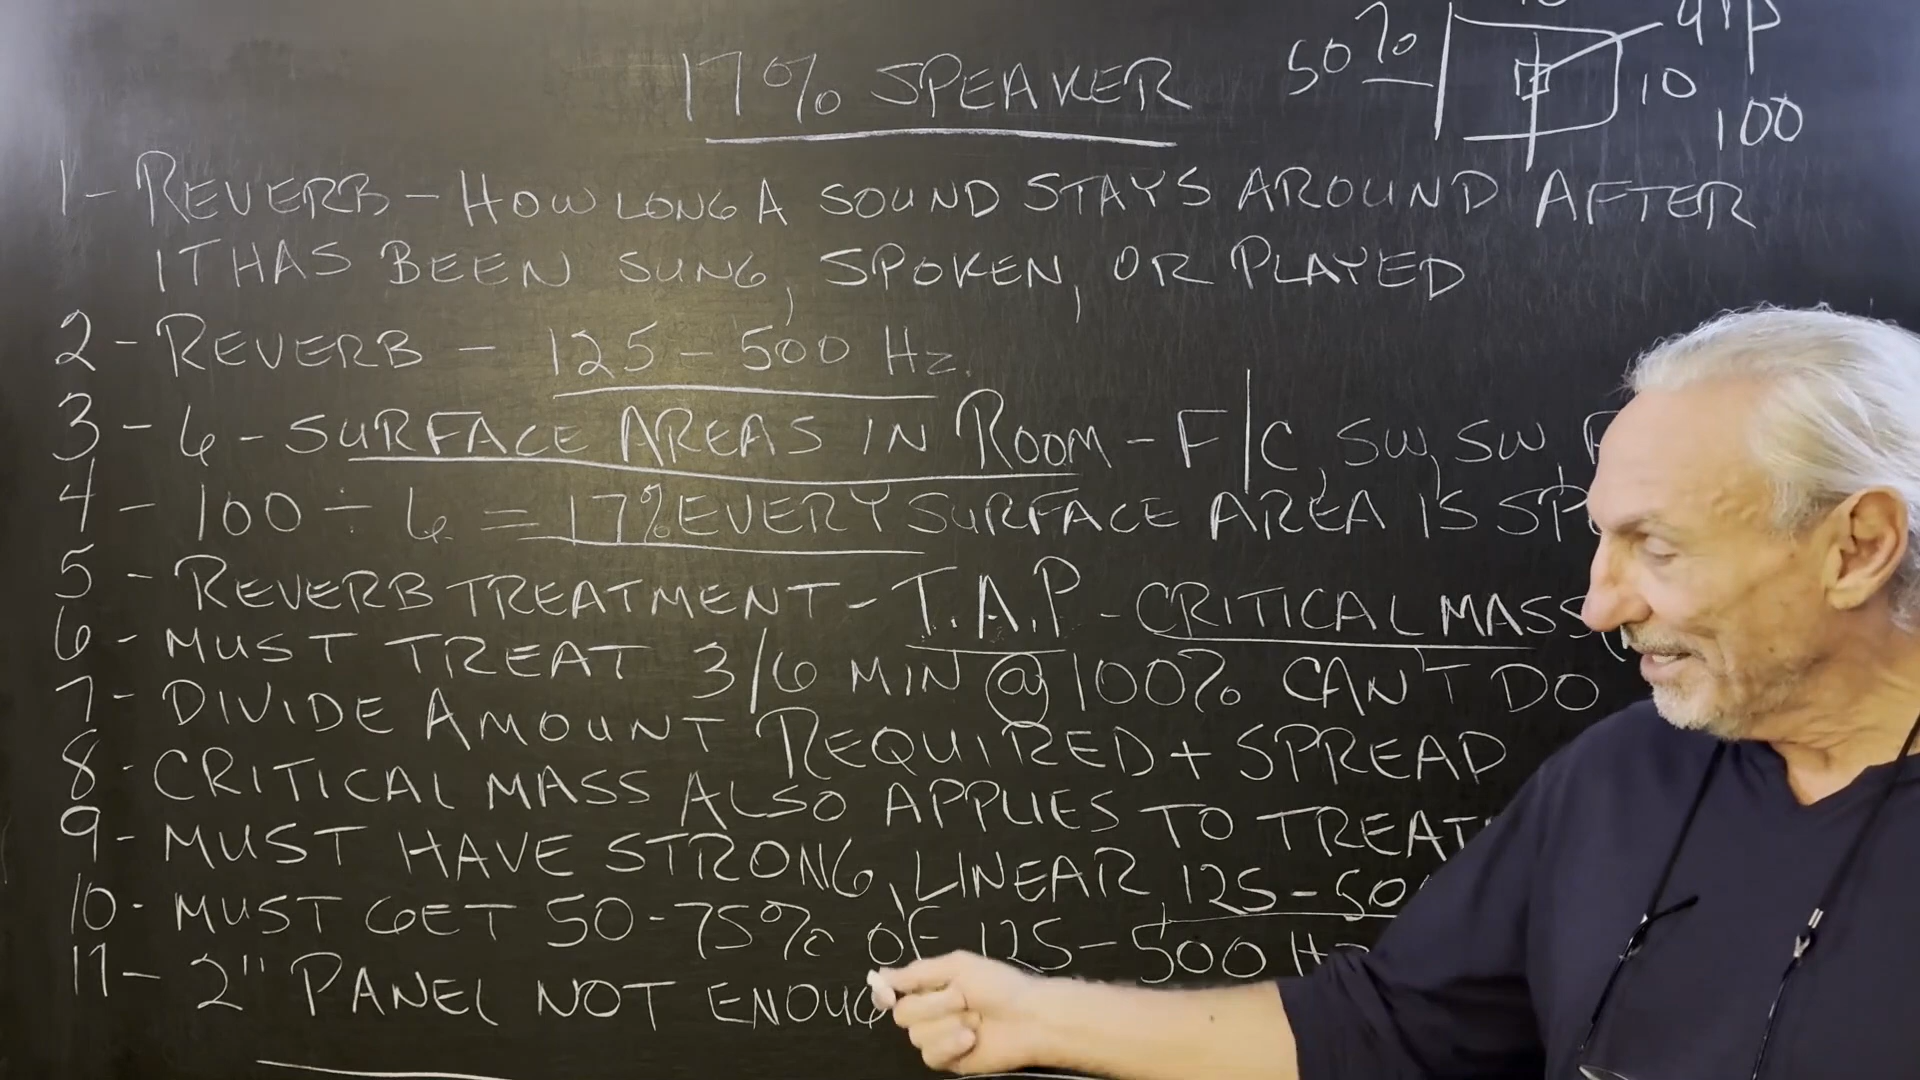 17% SPEAKER
50%
10
100
1- REVERB - HOW LONG A SOUND STAYS AROUND AFTER
IT HAS BEEN SUNG, SPOKEN, OR PLAYED
2- REVERB - 125-500 Hz.
3- 6- SURFACE AREAS IN ROOM - F/C, SW, SW,
4- 100 ÷ 6 = 17% EVERY SURFACE AREA IS
5- REVERB TREATMENT - T.A.P - CRITICAL MASS
6- MUST TREAT 3/6 MIN @ 100% CAN'T DO
7- DIVIDE AMOUNT REQUIRED + SPREAD
8- CRITICAL MASS ALSO APPLIES TO
9- MUST HAVE STRONG, LINEAR 125-50
10- MUST GET 50-75% OF 125-500 Hz
11- 2" PANEL NOT